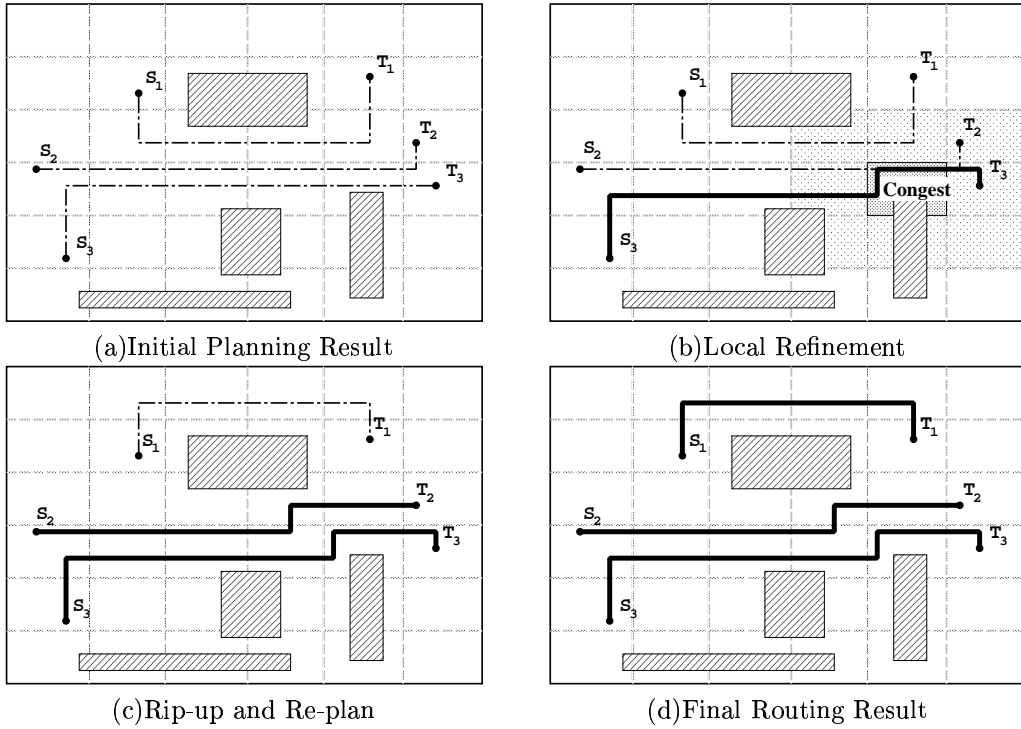 S1
T1
S2
T2
T3
S3
(a)Initial Planning Result
S1
T1
S2
T2
T3
Congest
S3
(b)Local Refinement
S1
T1
S2
T2
T3
S3
(c)Rip-up and Re-plan
S1
T1
S2
T2
T3
S3
(d)Final Routing Result